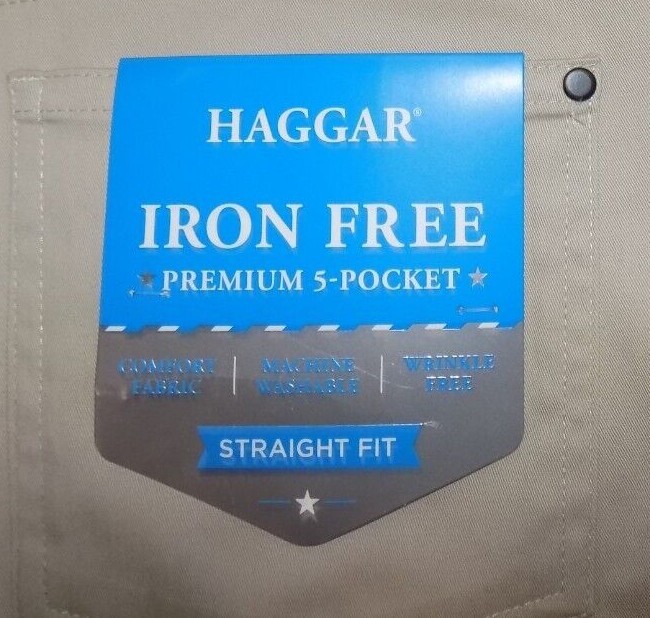 HAGGAR®
IRON FREE
PREMIUM 5-POCKET
COMFORT FABRIC
MACHINE WASHABLE
WRINKLE FREE
STRAIGHT FIT